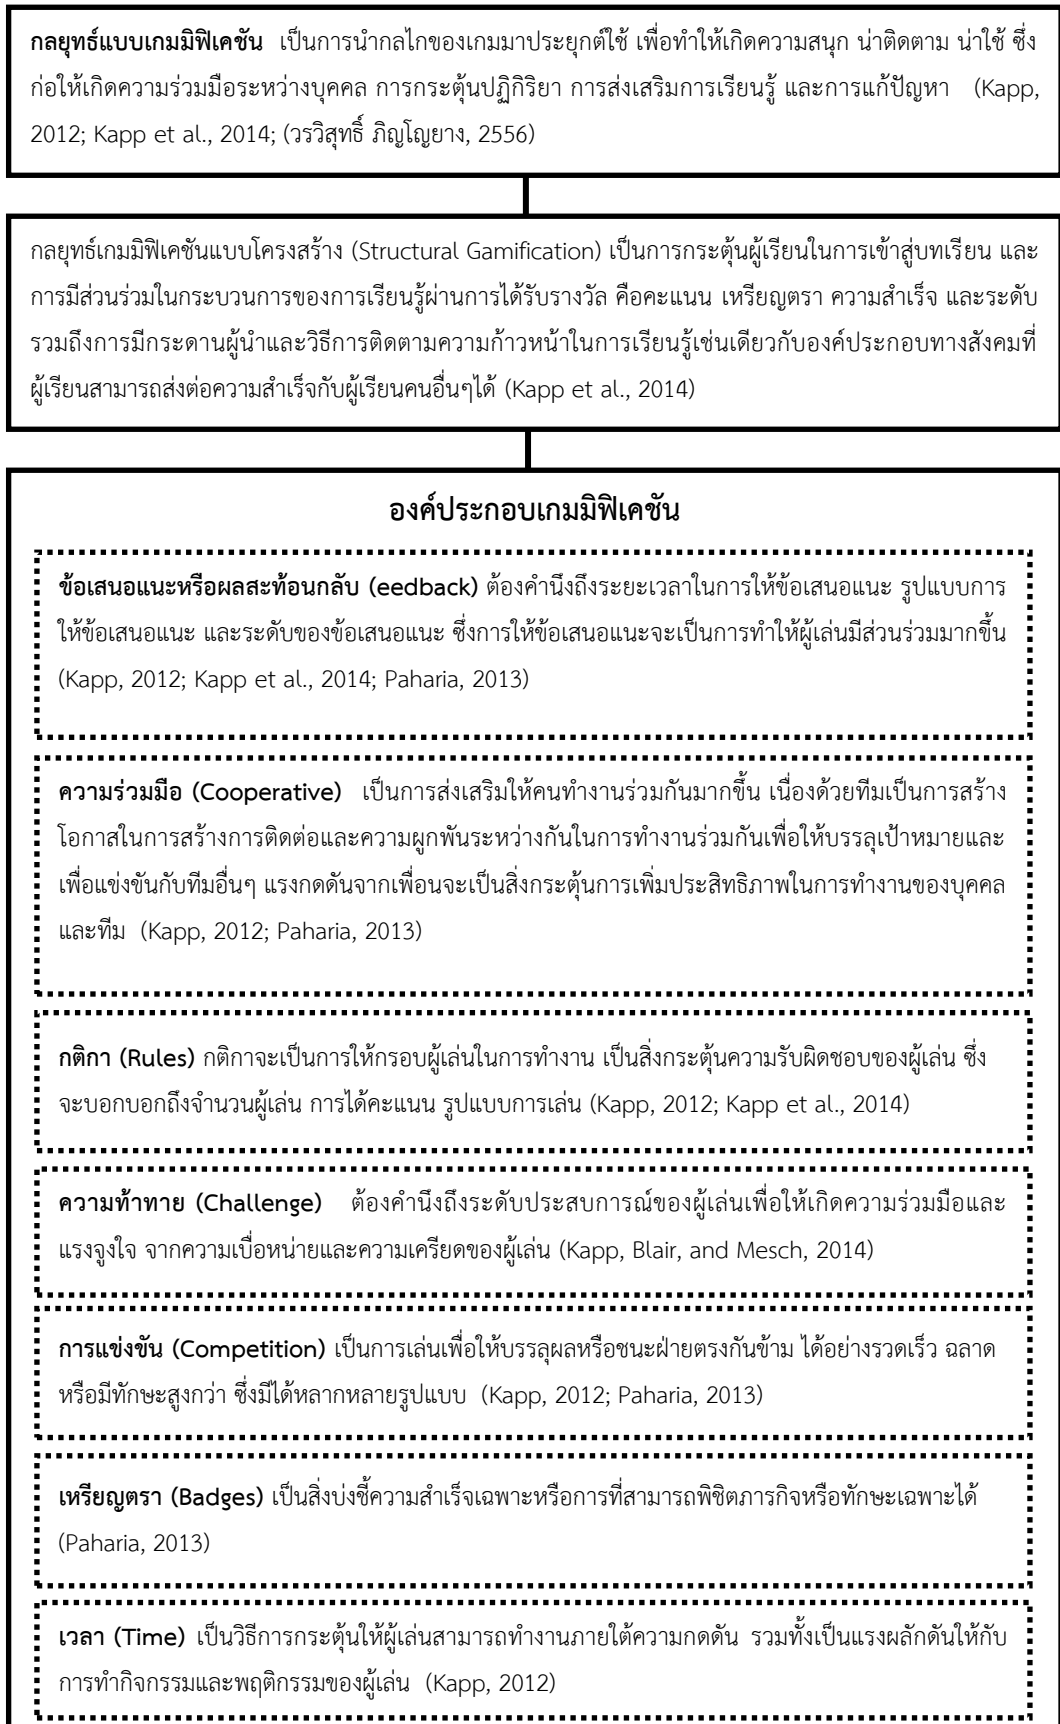 กลยุทธ์แบบเกมมิฟิเคชัน เป็นการนำกลไกของเกมมาประยุกต์ใช้ เพื่อทำให้เกิดความสนุก น่าติดตาม น่าใช้ ซึ่ง
ก่อให้เกิดความร่วมมือระหว่างบุคคล การกระตุ้นปฏิกิริยา การส่งเสริมการเรียนรู้ และการแก้ปัญหา (Kapp,
2012; Kapp et al., 2014; (วรวิสุทธิ์ ภิญโญยาง, 2556)
กลยุทธ์เกมมิฟิเคชันแบบโครงสร้าง (Structural Gamification) เป็นการกระตุ้นผู้เรียนในการเข้าสู่บทเรียน และ
การมีส่วนร่วมในกระบวนการของการเรียนรู้ผ่านการได้รับรางวัล คือคะแนน เหรียญตรา ความสำเร็จ และระดับ
รวมถึงการมีกระดานผู้นำและวิธีการติดตามความก้าวหน้าในการเรียนรู้เช่นเดียวกับองค์ประกอบทางสังคมที่
ผู้เรียนสามารถส่งต่อความสำเร็จกับผู้เรียนคนอื่นๆได้ (Kapp et al., 2014)
องค์ประกอบเกมมิฟิเคชัน
ข้อเสนอแนะหรือผลสะท้อนกลับ (eedback) ต้องคำนึงถึงระยะเวลาในการให้ข้อเสนอแนะ รูปแบบการ
ให้ข้อเสนอแนะ และระดับของข้อเสนอแนะ ซึ่งการให้ข้อเสนอแนะจะเป็นการทำให้ผู้เล่นมีส่วนร่วมมากขึ้น
(Kapp, 2012; Kapp et al., 2014; Paharia, 2013)
ความร่วมมือ (Cooperative) เป็นการส่งเสริมให้คนทำงานร่วมกันมากขึ้น เนื่องด้วยทีมเป็นการสร้าง
โอกาสในการสร้างการติดต่อและความผูกพันระหว่างกันในการทำงานร่วมกันเพื่อให้บรรลุเป้าหมายและ
เพื่อแข่งขันกับทีมอื่นๆ แรงกดดันจากเพื่อนจะเป็นสิ่งกระตุ้นการเพิ่มประสิทธิภาพในการทำงานของบุคคล
และทีม (Kapp, 2012; Paharia, 2013)
กติกา (Rules) กติกาจะเป็นการให้กรอบผู้เล่นในการทำงาน เป็นสิ่งกระตุ้นความรับผิดชอบของผู้เล่น ซึ่ง
จะบอกบอกถึงจำนวนผู้เล่น การได้คะแนน รูปแบบการเล่น (Kapp, 2012; Kapp et al., 2014)
ความท้าทาย (Challenge) ต้องคำนึงถึงระดับประสบการณ์ของผู้เล่นเพื่อให้เกิดความร่วมมือและ
แรงจูงใจ จากความเบื่อหน่ายและความเครียดของผู้เล่น (Kapp, Blair, and Mesch, 2014)
การแข่งขัน (Competition) เป็นการเล่นเพื่อให้บรรลุผลหรือชนะฝ่ายตรงกันข้าม ได้อย่างรวดเร็ว ฉลาด
หรือมีทักษะสูงกว่า ซึ่งมีได้หลากหลายรูปแบบ (Kapp, 2012; Paharia, 2013)
เหรียญตรา (Badges) เป็นสิ่งบ่งชี้ความสำเร็จเฉพาะหรือการที่สามารถพิชิตภารกิจหรือทักษะเฉพาะได้
(Paharia, 2013)
เวลา (Time) เป็นวิธีการกระตุ้นให้ผู้เล่นสามารถทำงานภายใต้ความกดดัน รวมทั้งเป็นแรงผลักดันให้กับ
การทำกิจกรรมและพฤติกรรมของผู้เล่น (Kapp, 2012)